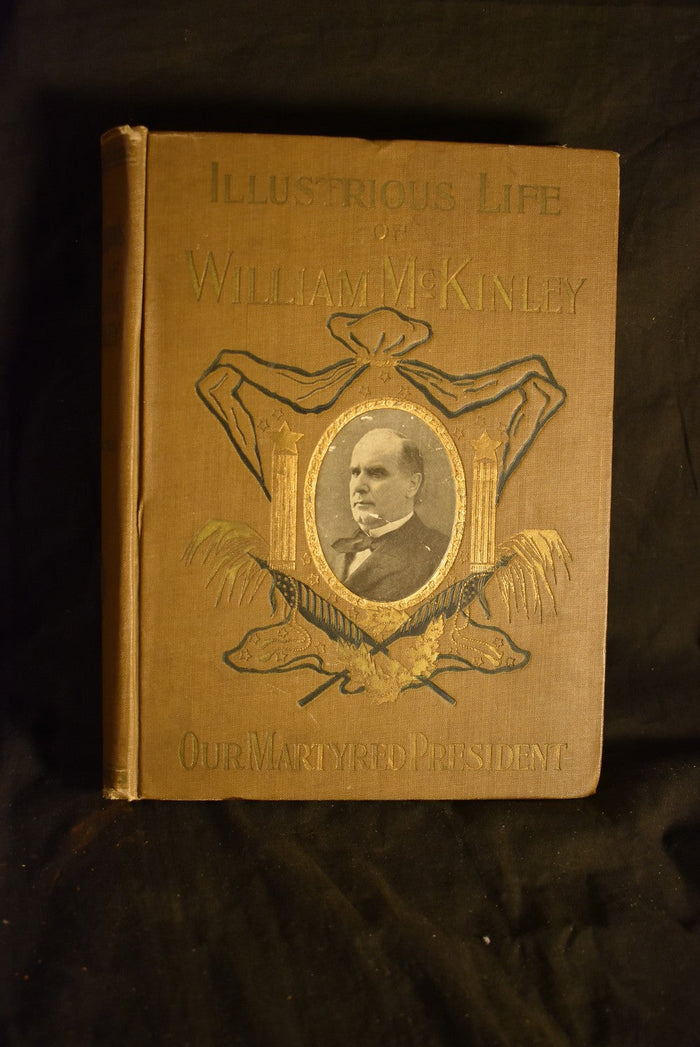 ILLUSTRIOUS LIFE
OF
WILLIAM McKINLEY
OUR MARTYRED PRESIDENT